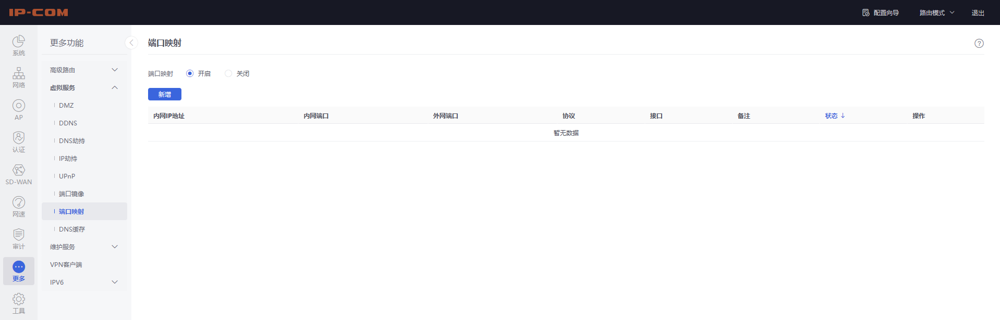 IP-COM
配置向导
路由模式
退出
系统
网络
AP
认证
SD-WAN
网速
审计
更多
工具
更多功能
高级路由
虚拟服务
DMZ
DDNS
DNS劫持
IP劫持
UPnP
端口镜像
端口映射
DNS缓存
维护服务
VPN客户端
IPV6
端口映射
?
端口映射 开启 关闭
新增
内网IP地址 内网端口 外网端口 协议 接口 备注 状态↓ 操作
暂无数据